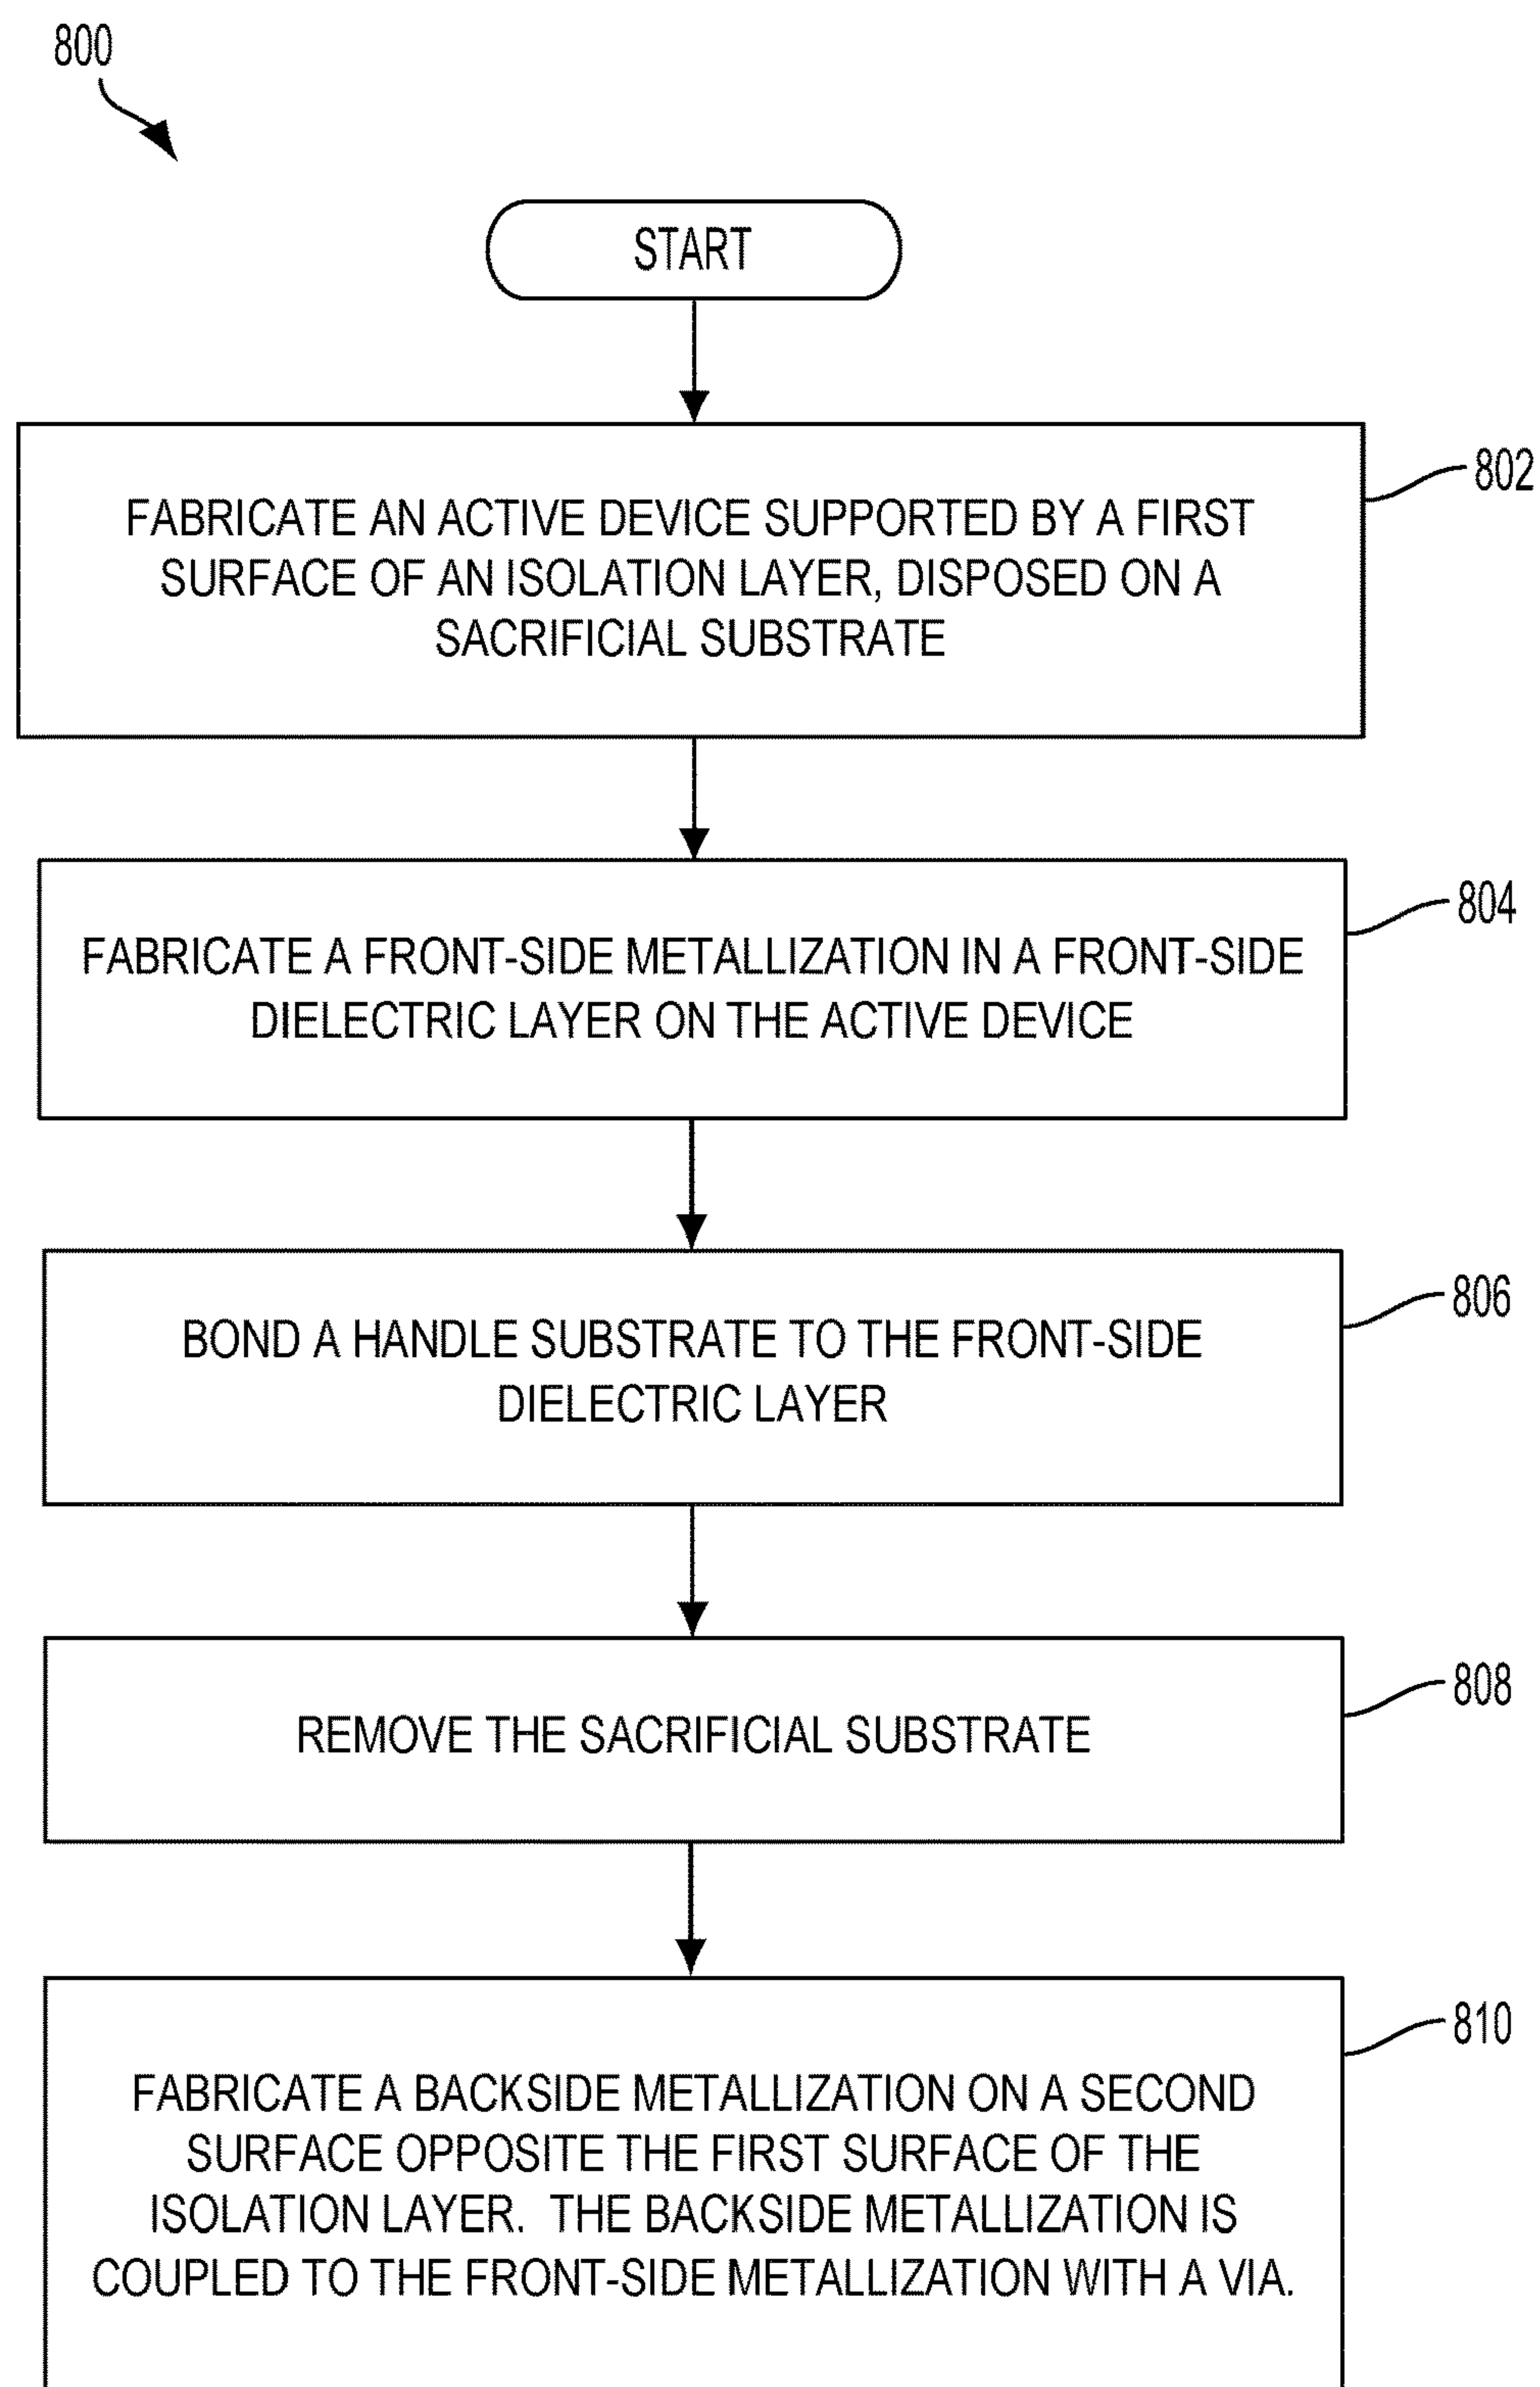 800
START
802
FABRICATE AN ACTIVE DEVICE SUPPORTED BY A FIRST
SURFACE OF AN ISOLATION LAYER, DISPOSED ON A
SACRIFICIAL SUBSTRATE
804
FABRICATE A FRONT-SIDE METALLIZATION IN A FRONT-SIDE
DIELECTRIC LAYER ON THE ACTIVE DEVICE
806
BOND A HANDLE SUBSTRATE TO THE FRONT-SIDE
DIELECTRIC LAYER
808
REMOVE THE SACRIFICIAL SUBSTRATE
810
FABRICATE A BACKSIDE METALLIZATION ON A SECOND
SURFACE OPPOSITE THE FIRST SURFACE OF THE
ISOLATION LAYER.  THE BACKSIDE METALLIZATION IS
COUPLED TO THE FRONT-SIDE METALLIZATION WITH A VIA.